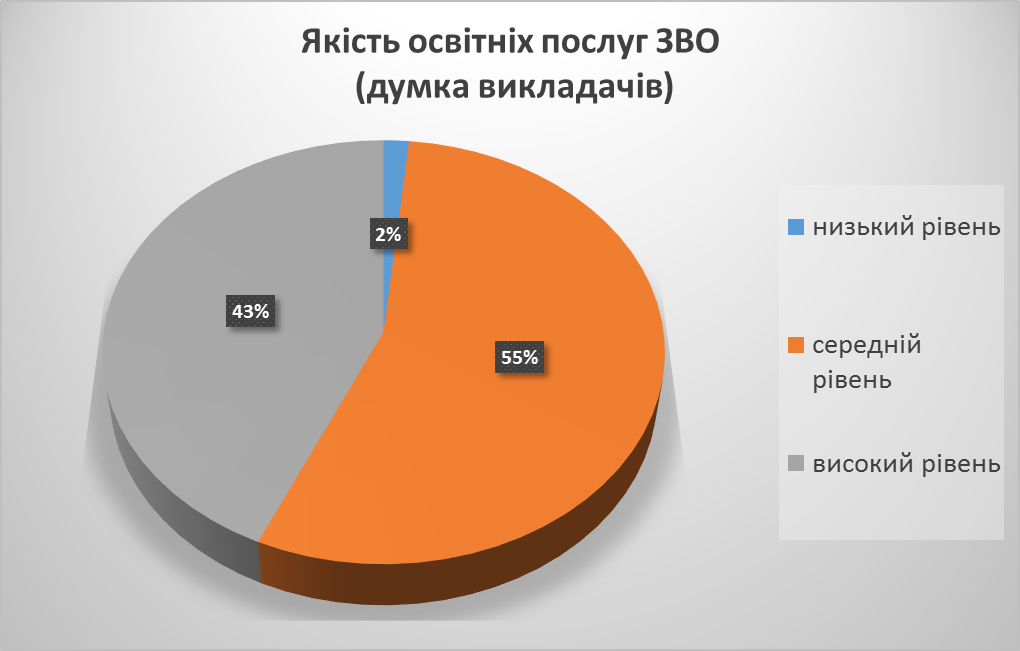 Якість освітніх послуг ЗВО
(думка викладачів)
2%
43%
55%
низький рівень
середній
рівень
високий рівень